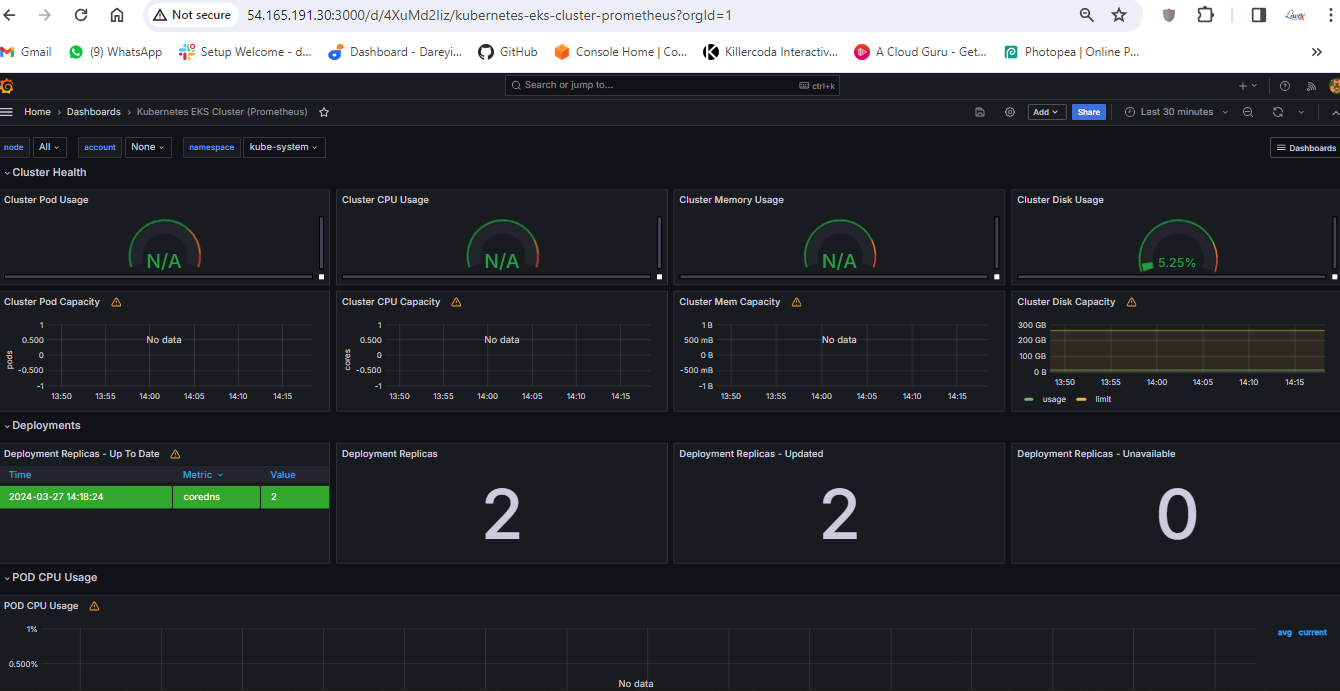 Not secure 54.165.191.30:3000/d/4XuMd2Iiz/kubernetes-eks-cluster-prometheus?orgId=1
Gmail (9) WhatsApp Setup Welcome - d... Dashboard - Dareyi... GitHub Console Home | Co... Killercoda Interactiv... A Cloud Guru - Get... Photopea | Online P...
Search or jump to... ctrl+k
Home › Dashboards › Kubernetes EKS Cluster (Prometheus) Add Share Last 30 minutes
node All account None namespace kube-system Dashboards
Cluster Health
Cluster Pod Usage Cluster CPU Usage Cluster Memory Usage Cluster Disk Usage
N/A N/A N/A 5.25%
Cluster Pod Capacity
pods
1
0.500
0
-0.500
-1
No data
13:50 13:55 14:00 14:05 14:10 14:15
Cluster CPU Capacity
cores
1
0.500
0
-0.500
-1
No data
13:50 13:55 14:00 14:05 14:10 14:15
Cluster Mem Capacity
1 B
500 mB
0 B
-500 mB
-1 B
No data
13:50 13:55 14:00 14:05 14:10 14:15
Cluster Disk Capacity
300 GB
200 GB
100 GB
0 B
13:50 13:55 14:00 14:05 14:10 14:15
usage limit
Deployments
Deployment Replicas - Up To Date
Time Metric Value
2024-03-27 14:18:24 coredns 2
Deployment Replicas
2
Deployment Replicas - Updated
2
Deployment Replicas - Unavailable
0
POD CPU Usage
POD CPU Usage
1%
0.500%
No data
avg current